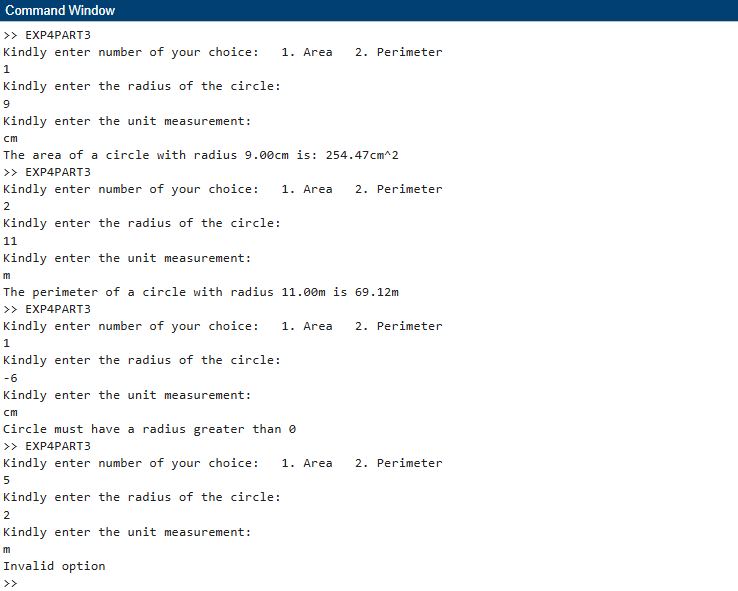 Command Window
>> EXP4PART3
Kindly enter number of your choice:   1. Area   2. Perimeter
1
Kindly enter the radius of the circle:
9
Kindly enter the unit measurement:
cm
The area of a circle with radius 9.00cm is: 254.47cm^2
>> EXP4PART3
Kindly enter number of your choice:   1. Area   2. Perimeter
2
Kindly enter the radius of the circle:
11
Kindly enter the unit measurement:
m
The perimeter of a circle with radius 11.00m is 69.12m
>> EXP4PART3
Kindly enter number of your choice:   1. Area   2. Perimeter
1
Kindly enter the radius of the circle:
-6
Kindly enter the unit measurement:
cm
Circle must have a radius greater than 0
>> EXP4PART3
Kindly enter number of your choice:   1. Area   2. Perimeter
5
Kindly enter the radius of the circle:
2
Kindly enter the unit measurement:
m
Invalid option
>>